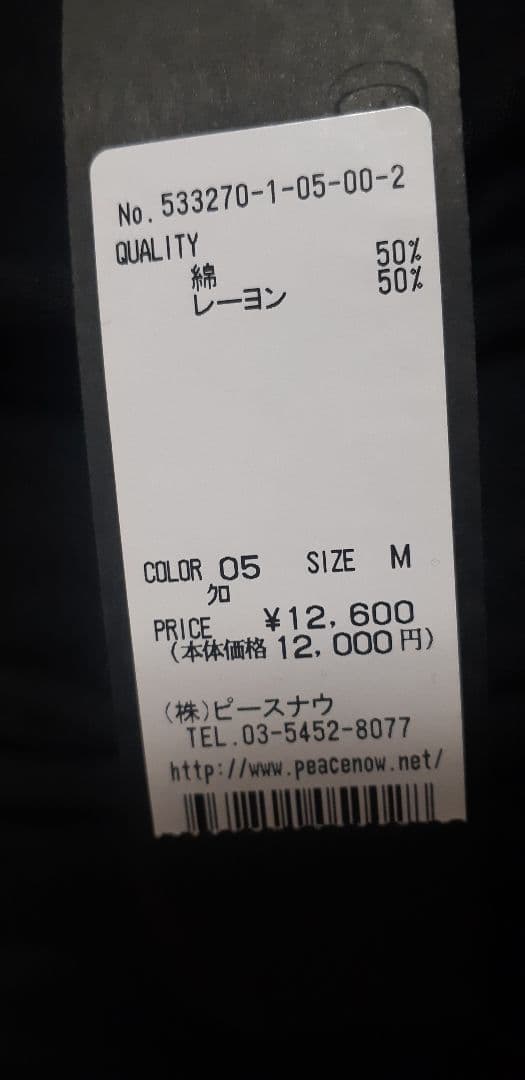 No. 533270-1-05-00-2
QUALITY
綿 50%
レーヨン 50%
COLOR 05 SIZE M
クロ
PRICE ¥12,600
(本体価格 12,000円)
(株)ピースナウ
TEL.03-5452-8077
http://www.peacenow.net/